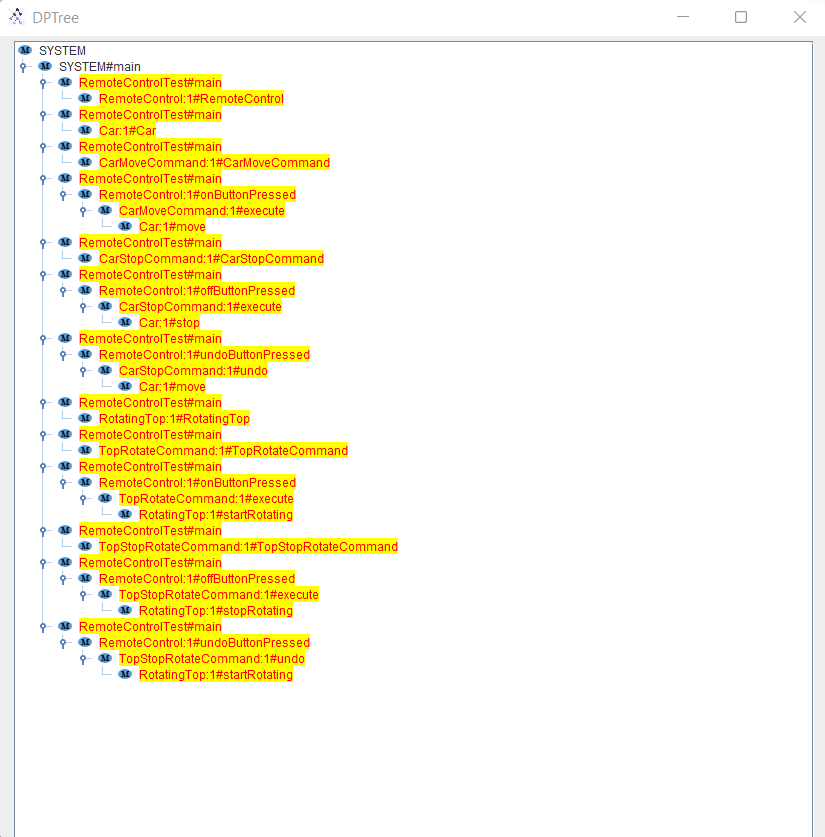 DPTree
SYSTEM
SYSTEM#main
RemoteControlTest#main
RemoteControl:1#RemoteControl
RemoteControlTest#main
Car:1#Car
RemoteControlTest#main
CarMoveCommand:1#CarMoveCommand
RemoteControlTest#main
RemoteControl:1#onButtonPressed
CarMoveCommand:1#execute
Car:1#move
RemoteControlTest#main
CarStopCommand:1#CarStopCommand
RemoteControlTest#main
RemoteControl:1#offButtonPressed
CarStopCommand:1#execute
Car:1#stop
RemoteControlTest#main
RemoteControl:1#undoButtonPressed
CarStopCommand:1#undo
Car:1#move
RemoteControlTest#main
RotatingTop:1#RotatingTop
RemoteControlTest#main
TopRotateCommand:1#TopRotateCommand
RemoteControlTest#main
RemoteControl:1#onButtonPressed
TopRotateCommand:1#execute
RotatingTop:1#startRotating
RemoteControlTest#main
TopStopRotateCommand:1#TopStopRotateCommand
RemoteControlTest#main
RemoteControl:1#offButtonPressed
TopStopRotateCommand:1#execute
RotatingTop:1#stopRotating
RemoteControlTest#main
RemoteControl:1#undoButtonPressed
TopStopRotateCommand:1#undo
RotatingTop:1#startRotating